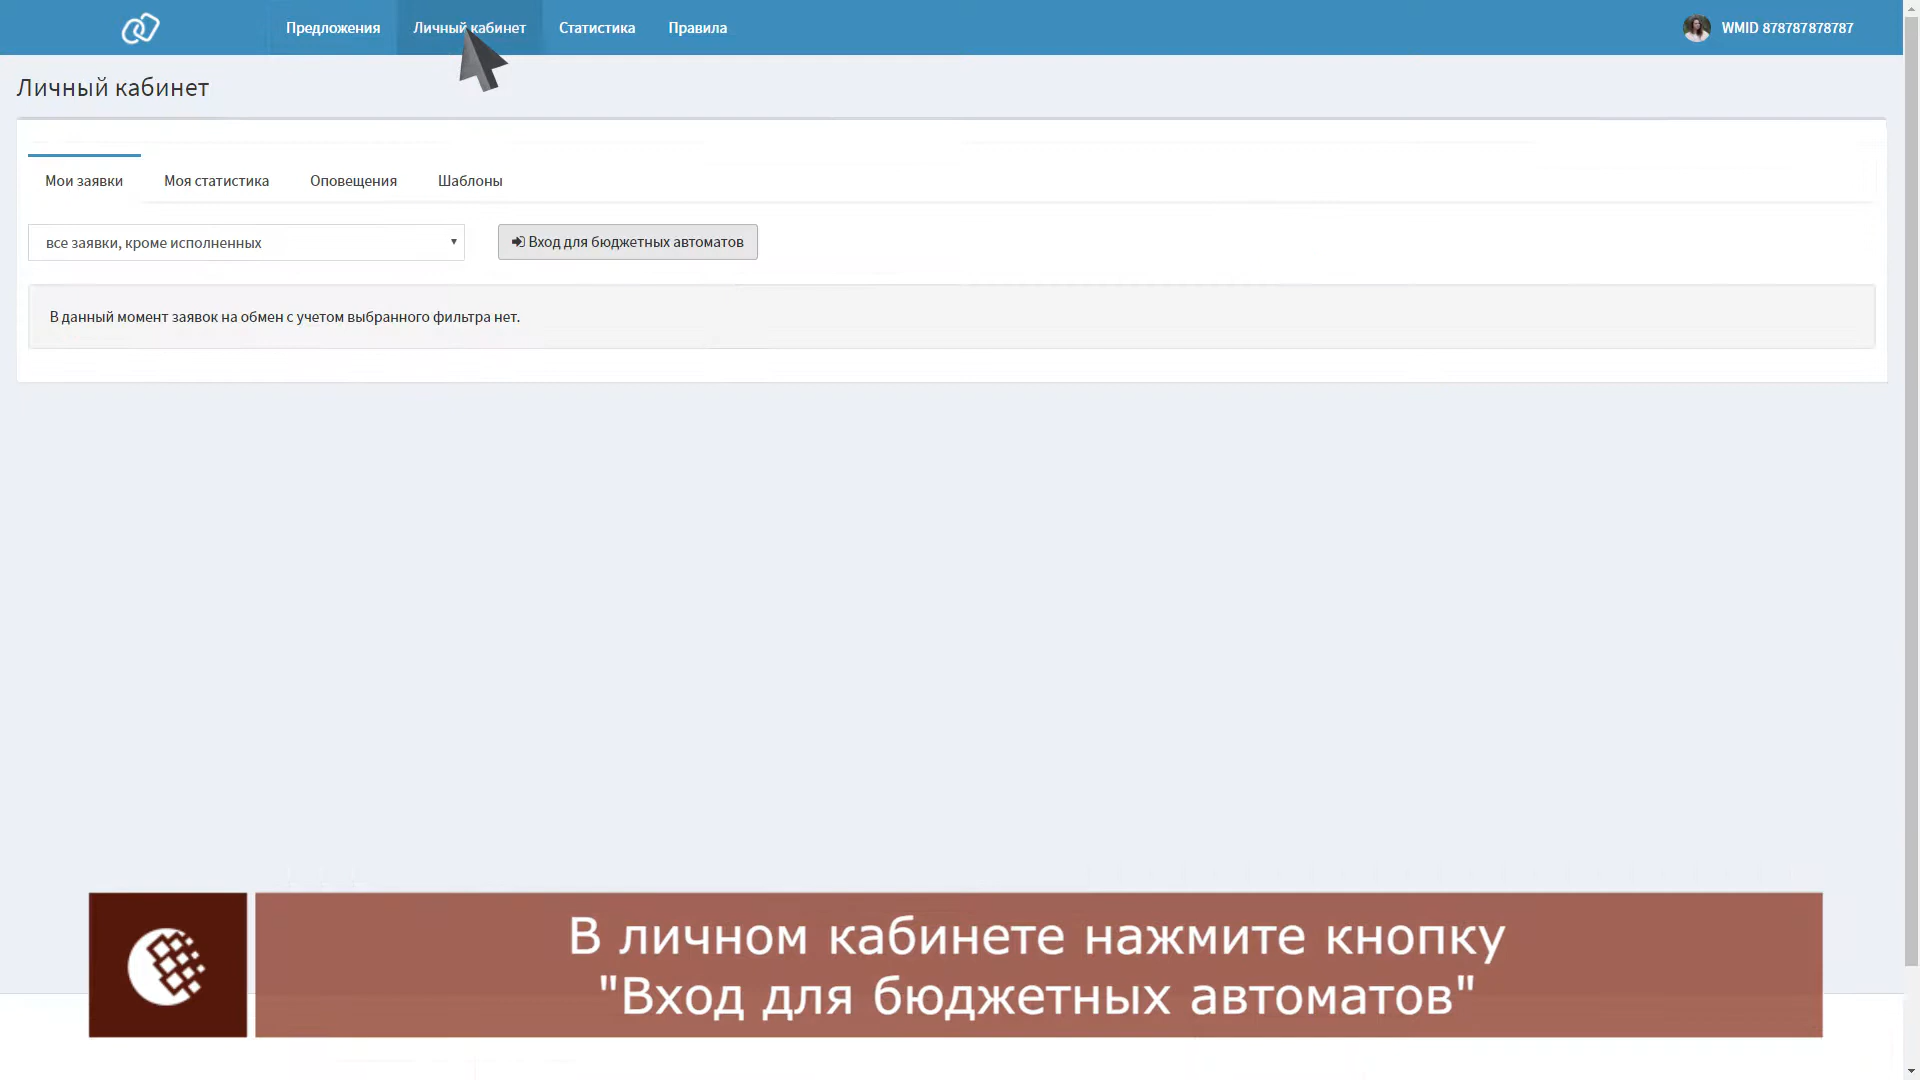 Предложения Личный кабинет Статистика Правила WMID 878787878787
Личный кабинет
Мои заявки Моя статистика Оповещения Шаблоны
все заявки, кроме исполненных Вход для бюджетных автоматов
В данный момент заявок на обмен с учетом выбранного фильтра нет.
В личном кабинете нажмите кнопку
"Вход для бюджетных автоматов"